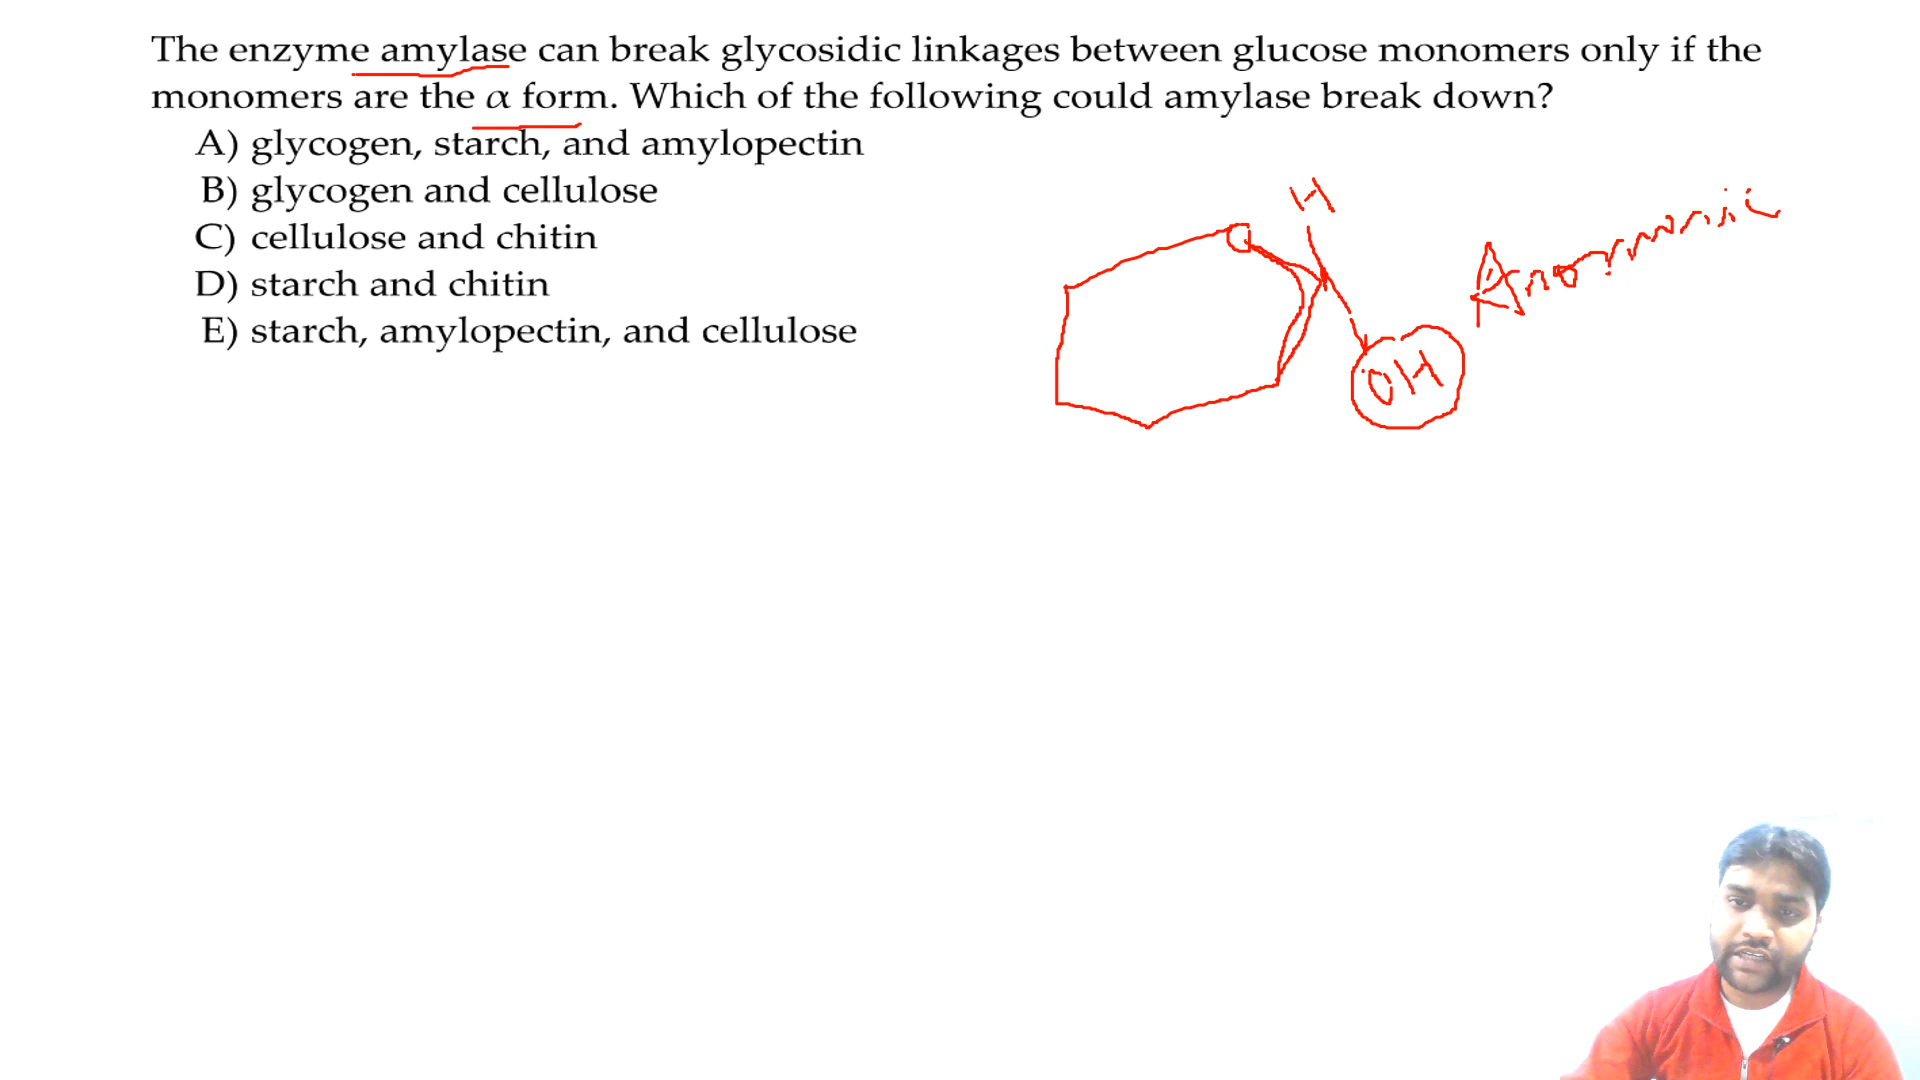 The enzyme amylase can break glycosidic linkages between glucose monomers only if the
monomers are the α form. Which of the following could amylase break down?
A) glycogen, starch, and amylopectin
B) glycogen and cellulose
C) cellulose and chitin
D) starch and chitin
E) starch, amylopectin, and cellulose
H
O
OH